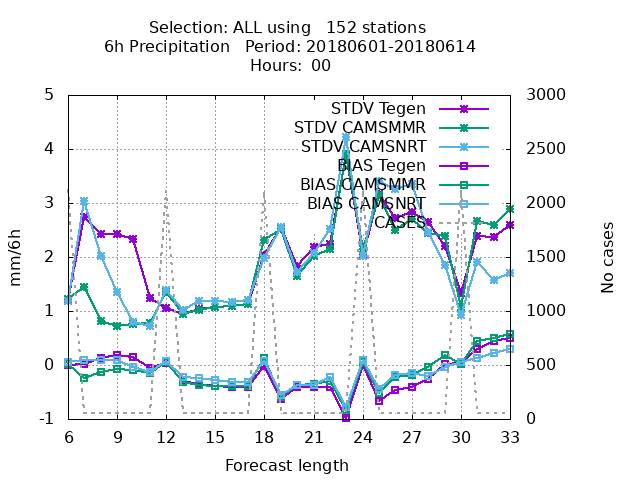 Selection: ALL using   152 stations
6h Precipitation   Period: 20180601-20180614
Hours:  00
5
4
3
2
1
0
-1
mm/6h
3000
2500
2000
1500
1000
500
0
No cases
STDV Tegen
STDV CAMSMMR
STDV CAMSNRT
BIAS Tegen
BIAS CAMSMMR
BIAS CAMSNRT
CASES
6 9 12 15 18 21 24 27 30 33
Forecast length